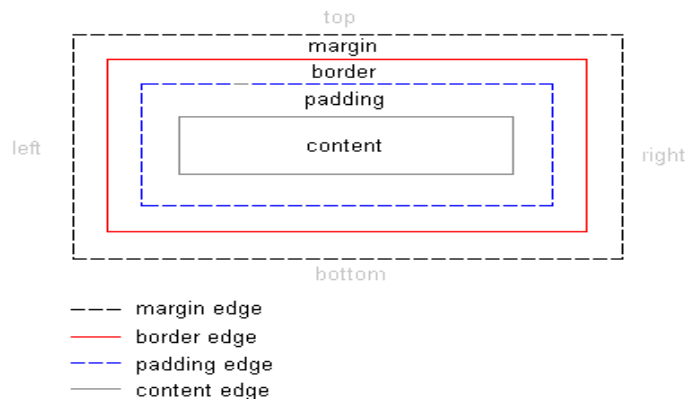 top
margin
border
padding
left
content
right
bottom
margin edge
border edge
padding edge
content edge